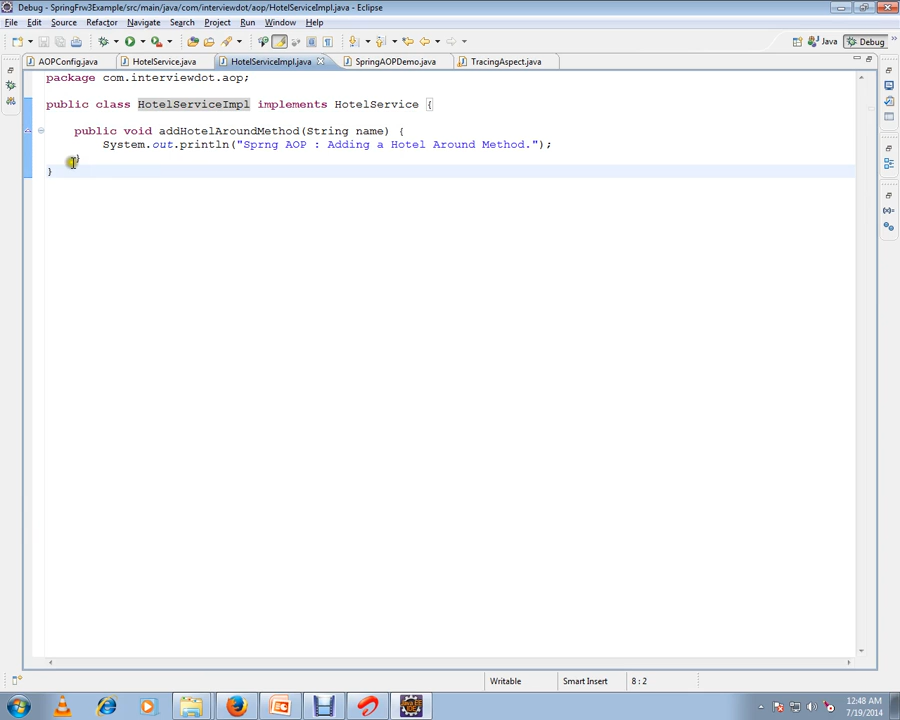 Debug - SpringFrw3Example/src/main/java/com/interviewdot/aop/HotelServiceImpl.java - Eclipse
File Edit Source Refactor Navigate Search Project Run Window Help
Java Debug
AOPConfig.java HotelService.java HotelServiceImpl.java SpringAOPDemo.java TracingAspect.java
package com.interviewdot.aop;
public class HotelServiceImpl implements HotelService {
public void addHotelAroundMethod(String name) {
System.out.println("Sprng AOP : Adding a Hotel Around Method.");
}
}
Writable Smart Insert 8 : 2
12:48 AM
7/19/2014